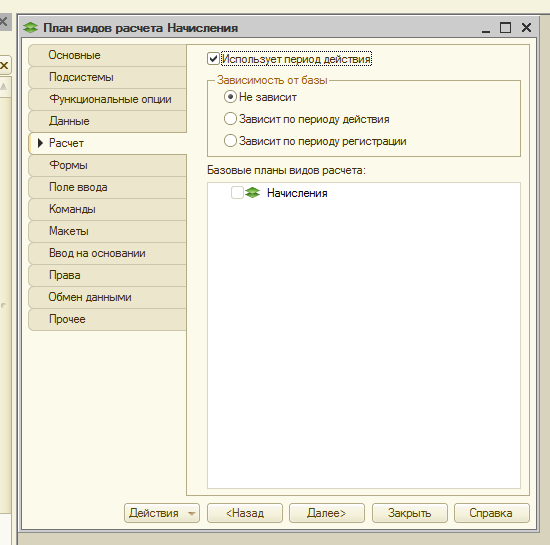 План видов расчета Начисления
Основные
Подсистемы
Функциональные опции
Данные
Расчет
Формы
Поле ввода
Команды
Макеты
Ввод на основании
Права
Обмен данными
Прочее
Использует период действия
Зависимость от базы
Не зависит
Зависит по периоду действия
Зависит по периоду регистрации
Базовые планы видов расчета:
Начисления
Действия
<Назад
Далее>
Закрыть
Справка